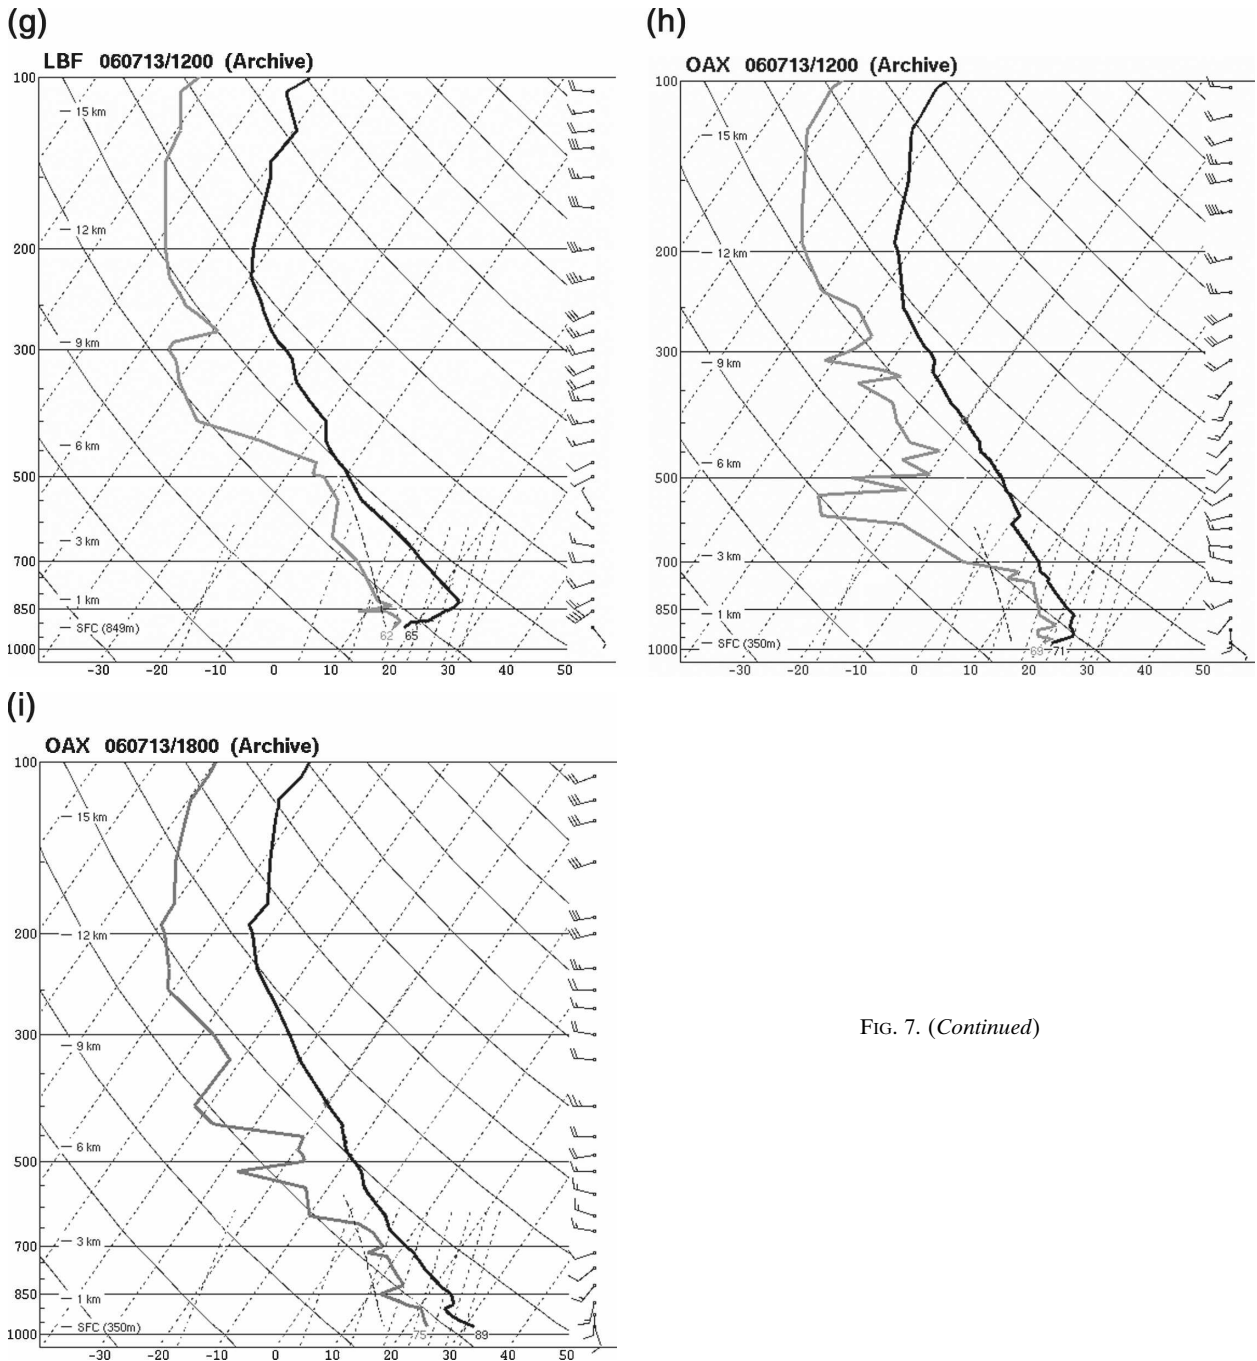 (g)
LBF 060713/1200 (Archive)
100
15 km
12 km
200
9 km
300
6 km
500
3 km
700
1 km
850
SFC (849m)
62 65
1000
-30 -20 -10 0 10 20 30 40 50
(h)
OAX 060713/1200 (Archive)
100
15 km
12 km
200
300
9 km
6 km
500
3 km
700
850
1 km
SFC (350m)
69 71
1000
-30 -20 -10 0 10 20 30 40 50
(i)
OAX 060713/1800 (Archive)
100
15 km
12 km
200
300
9 km
6 km
500
3 km
700
850
1 km
SFC (350m)
75 89
1000
-30 -20 -10 0 10 20 30 40 50
FIG. 7. (Continued)